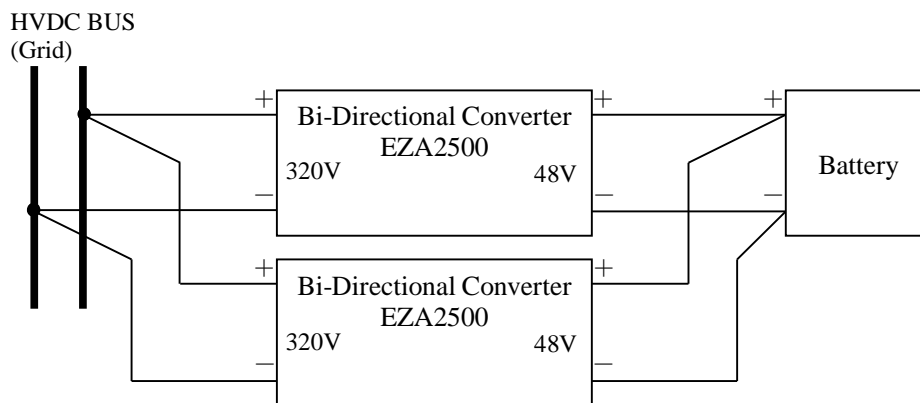 HVDC BUS
(Grid)
+ + +
Bi-Directional Converter
EZA2500
320V 48V
Battery
− − −
+ +
Bi-Directional Converter
EZA2500
320V 48V
− −